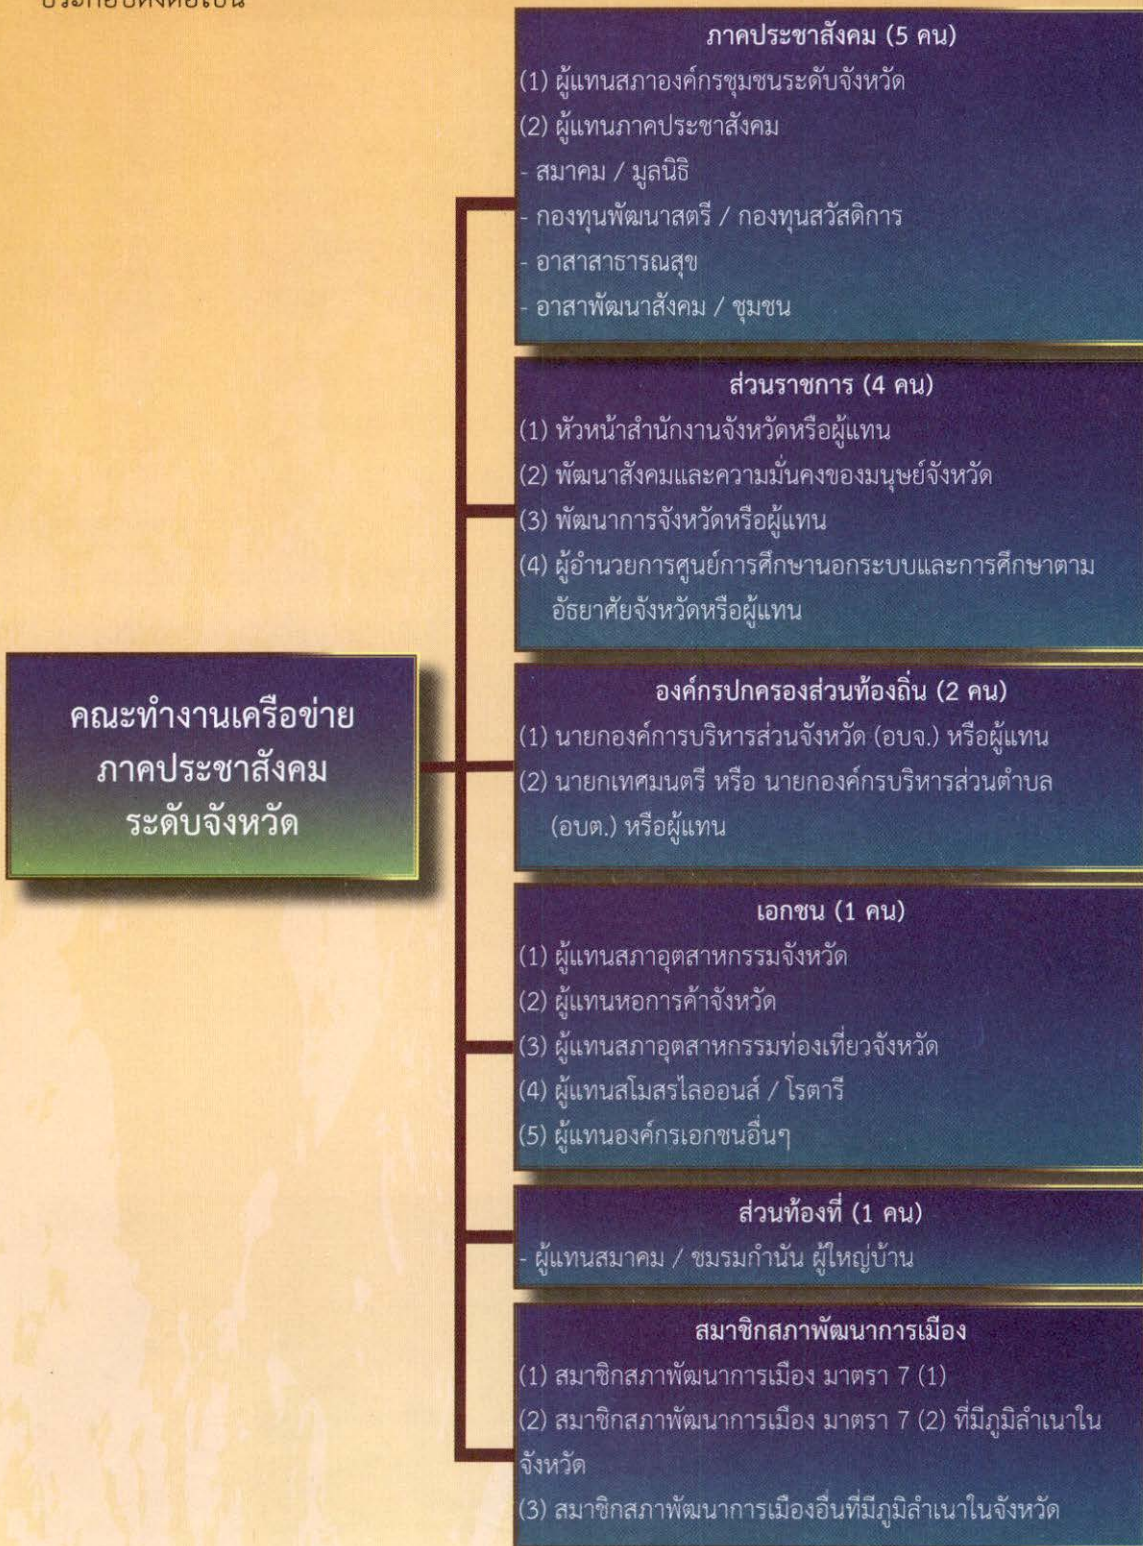 ภาคประชาสังคม (5 คน)
(1) ผู้แทนสภาองค์กรชุมชนระดับจังหวัด
(2) ผู้แทนภาคประชาสังคม
- สมาคม / มูลนิธิ
- กองทุนพัฒนาสตรี / กองทุนสวัสดิการ
- อาสาสาธารณสุข
- อาสาพัฒนาสังคม / ชุมชน
ส่วนราชการ (4 คน)
(1) หัวหน้าสำนักงานจังหวัดหรือผู้แทน
(2) พัฒนาสังคมและความมั่นคงของมนุษย์จังหวัด
(3) พัฒนาการจังหวัดหรือผู้แทน
(4) ผู้อำนวยการศูนย์การศึกษานอกระบบและการศึกษาตาม
อัธยาศัยจังหวัดหรือผู้แทน
คณะทำงานเครือข่าย
ภาคประชาสังคม
ระดับจังหวัด
องค์กรปกครองส่วนท้องถิ่น (2 คน)
(1) นายกองค์การบริหารส่วนจังหวัด (อบจ.) หรือผู้แทน
(2) นายกเทศมนตรี หรือ นายกองค์กรบริหารส่วนตำบล
(อบต.) หรือผู้แทน
เอกชน (1 คน)
(1) ผู้แทนสภาอุตสาหกรรมจังหวัด
(2) ผู้แทนหอการค้าจังหวัด
(3) ผู้แทนสภาอุตสาหกรรมท่องเที่ยวจังหวัด
(4) ผู้แทนสโมสรไลออนส์ / โรตารี
(5) ผู้แทนองค์กรเอกชนอื่นๆ
ส่วนท้องที่ (1 คน)
- ผู้แทนสมาคม / ชมรมกำนัน ผู้ใหญ่บ้าน
สมาชิกสภาพัฒนาการเมือง
(1) สมาชิกสภาพัฒนาการเมือง มาตรา 7 (1)
(2) สมาชิกสภาพัฒนาการเมือง มาตรา 7 (2) ที่มีภูมิลำเนาใน
จังหวัด
(3) สมาชิกสภาพัฒนาการเมืองอื่นที่มีภูมิลำเนาในจังหวัด